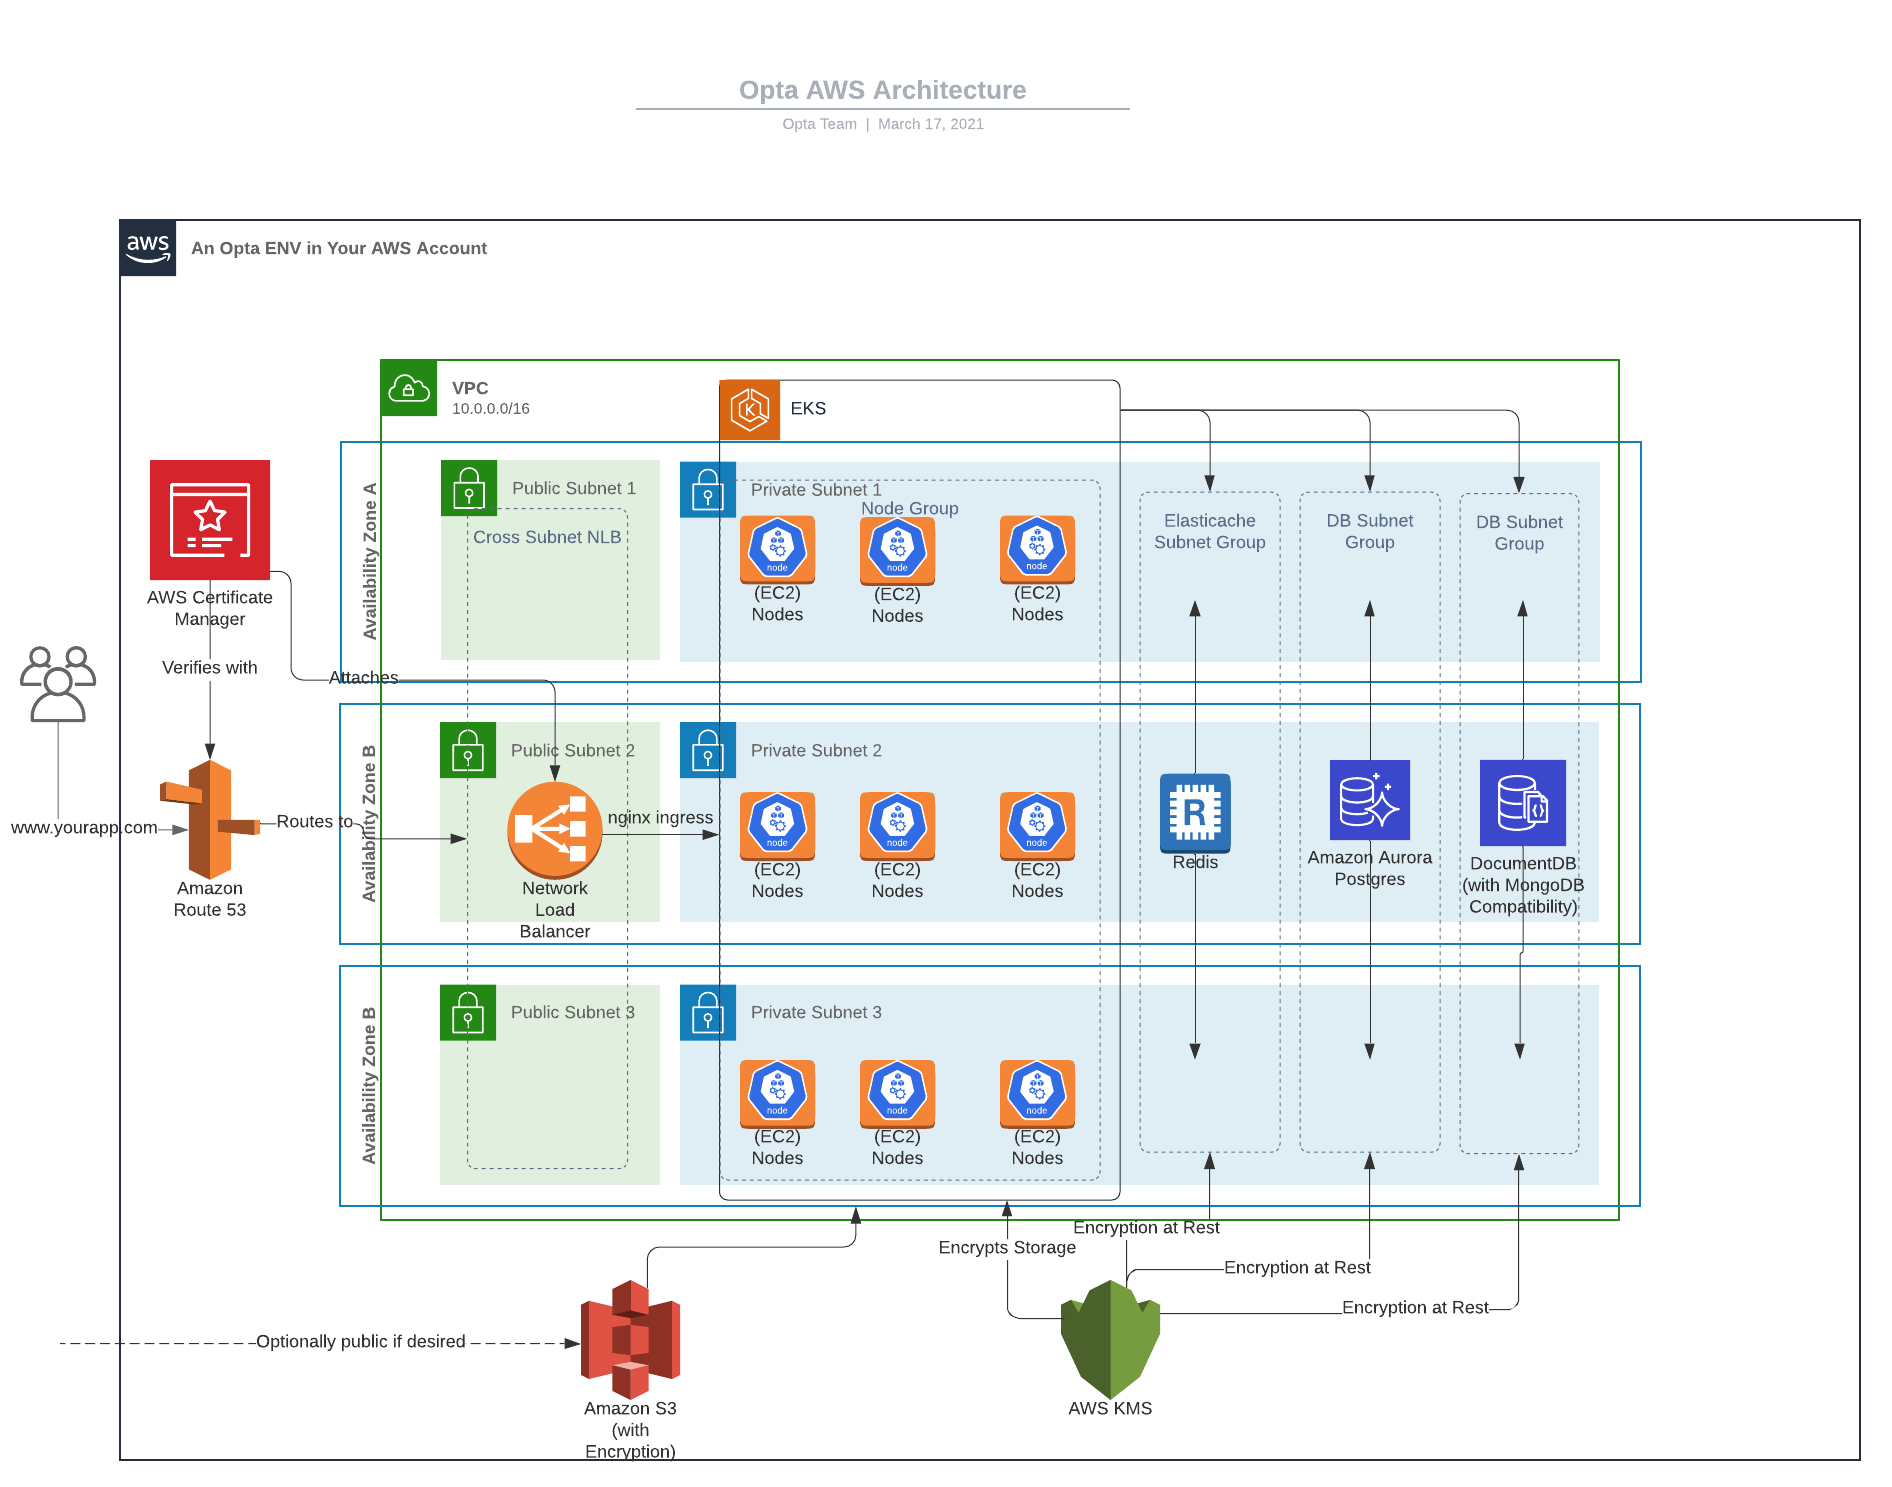 Opta AWS Architecture
Opta Team | March 17, 2021
aws
An Opta ENV in Your AWS Account
VPC
10.0.0.0/16
K
EKS
Availability Zone A
Public Subnet 1
Cross Subnet NLB
Private Subnet 1
Node Group
node
(EC2)
Nodes
node
(EC2)
Nodes
node
(EC2)
Nodes
Elasticache
Subnet Group
DB Subnet
Group
DB Subnet
Group
AWS Certificate
Manager
Verifies with
Attaches
www.yourapp.com
Amazon
Route 53
Routes to
Availability Zone B
Public Subnet 2
Network
Load
Balancer
nginx ingress
Private Subnet 2
node
(EC2)
Nodes
node
(EC2)
Nodes
node
(EC2)
Nodes
R
Redis
Amazon Aurora
Postgres
DocumentDB
(with MongoDB
Compatibility)
Availability Zone B
Public Subnet 3
Private Subnet 3
node
(EC2)
Nodes
node
(EC2)
Nodes
node
(EC2)
Nodes
Encrypts Storage
Encryption at Rest
Encryption at Rest
Encryption at Rest
Optionally public if desired
Amazon S3
(with
Encryption)
AWS KMS